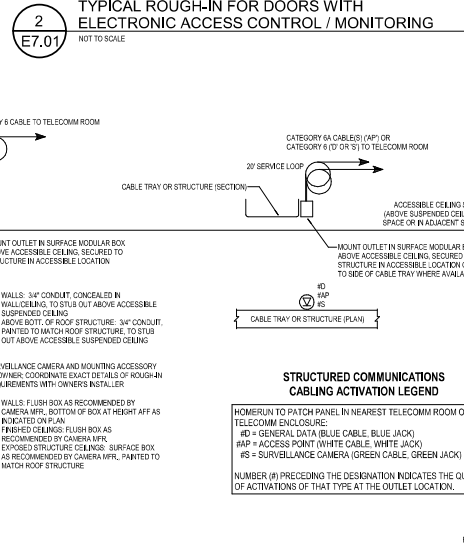 TYPICAL ROUGH-IN FOR DOORS WITH
2
ELECTRONIC ACCESS CONTROL / MONITORING
E7.01
NOT TO SCALE
6 CABLE TO TELECOMM ROOM
CATEGORY 6A CABLE(S) ('AP') OR
CATEGORY 6 ('D' OR 'S') TO TELECOMM ROOM
20' SERVICE LOOP
CABLE TRAY OR STRUCTURE (SECTION)
ACCESSIBLE CEILING
(ABOVE SUSPENDED CEIL
SPACE OR IN ADJACENT S
UNT OUTLET IN SURFACE MODULAR BOX
VE ACCESSIBLE CEILING, SECURED TO
UCTURE IN ACCESSIBLE LOCATION
MOUNT OUTLET IN SURFACE MODULAR B
ABOVE ACCESSIBLE CEILING, SECURED
STRUCTURE IN ACCESSIBLE LOCATION
TO SIDE OF CABLE TRAY WHERE AVAILA
#D
#AP
#S
CABLE TRAY OR STRUCTURE (PLAN)
WALLS: 3/4" CONDUIT, CONCEALED IN
WALL/CEILING, TO STUB OUT ABOVE ACCESSIBLE
SUSPENDED CEILING
ABOVE BOTT. OF ROOF STRUCTURE: 3/4" CONDUIT,
PAINTED TO MATCH ROOF STRUCTURE, TO STUB
OUT ABOVE ACCESSIBLE SUSPENDED CEILING
VEILLANCE CAMERA AND MOUNTING ACCESSORY
OWNER; COORDINATE EXACT DETAILS OF ROUGH-IN
UIREMENTS WITH OWNER'S INSTALLER
WALLS: FLUSH BOX AS RECOMMENDED BY
CAMERA MFR., BOTTOM OF BOX AT HEIGHT AFF AS
INDICATED ON PLAN
FINISHED CEILINGS: FLUSH BOX AS
RECOMMENDED BY CAMERA MFR.
EXPOSED STRUCTURE CEILINGS: SURFACE BOX
AS RECOMMENDED BY CAMERA MFR., PAINTED TO
MATCH ROOF STRUCTURE
STRUCTURED COMMUNICATIONS
CABLING ACTIVATION LEGEND
HOMERUN TO PATCH PANEL IN NEAREST TELECOMM ROOM O
TELECOMM ENCLOSURE:
#D = GENERAL DATA (BLUE CABLE, BLUE JACK)
#AP = ACCESS POINT (WHITE CABLE, WHITE JACK)
#S = SURVEILLANCE CAMERA (GREEN CABLE, GREEN JACK)
NUMBER (#) PRECEDING THE DESIGNATION INDICATES THE QU
OF ACTIVATIONS OF THAT TYPE AT THE OUTLET LOCATION.